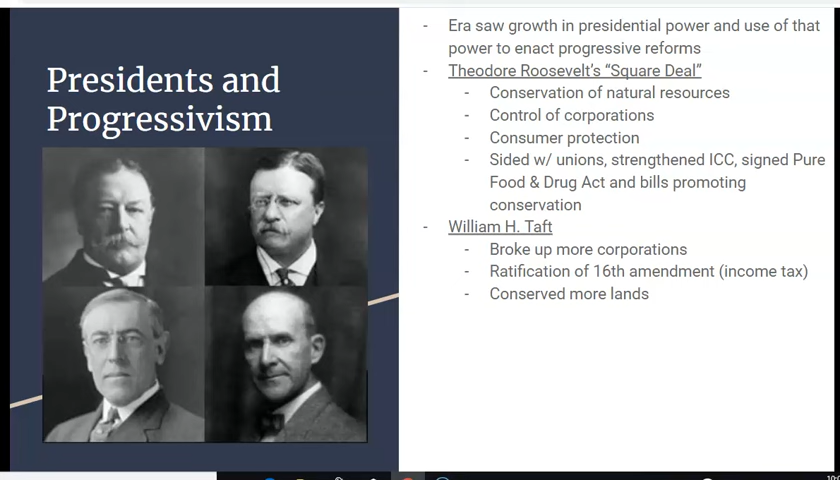 Presidents and
Progressivism
- Era saw growth in presidential power and use of that
power to enact progressive reforms
- Theodore Roosevelt's “Square Deal”
- Conservation of natural resources
- Control of corporations
- Consumer protection
- Sided w/ unions, strengthened ICC, signed Pure
Food & Drug Act and bills promoting
conservation
- William H. Taft
- Broke up more corporations
- Ratification of 16th amendment (income tax)
- Conserved more lands